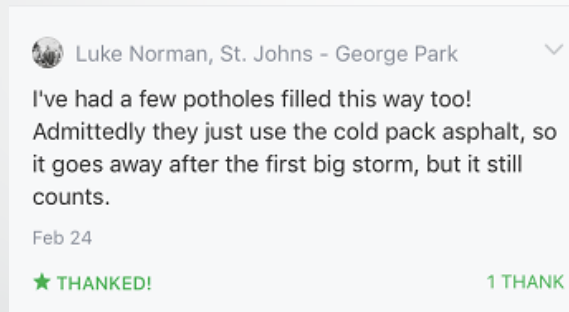 Luke Norman, St. Johns - George Park
I've had a few potholes filled this way too!
Admittedly they just use the cold pack asphalt, so
it goes away after the first big storm, but it still
counts.
Feb 24
★ THANKED!
1 THANK